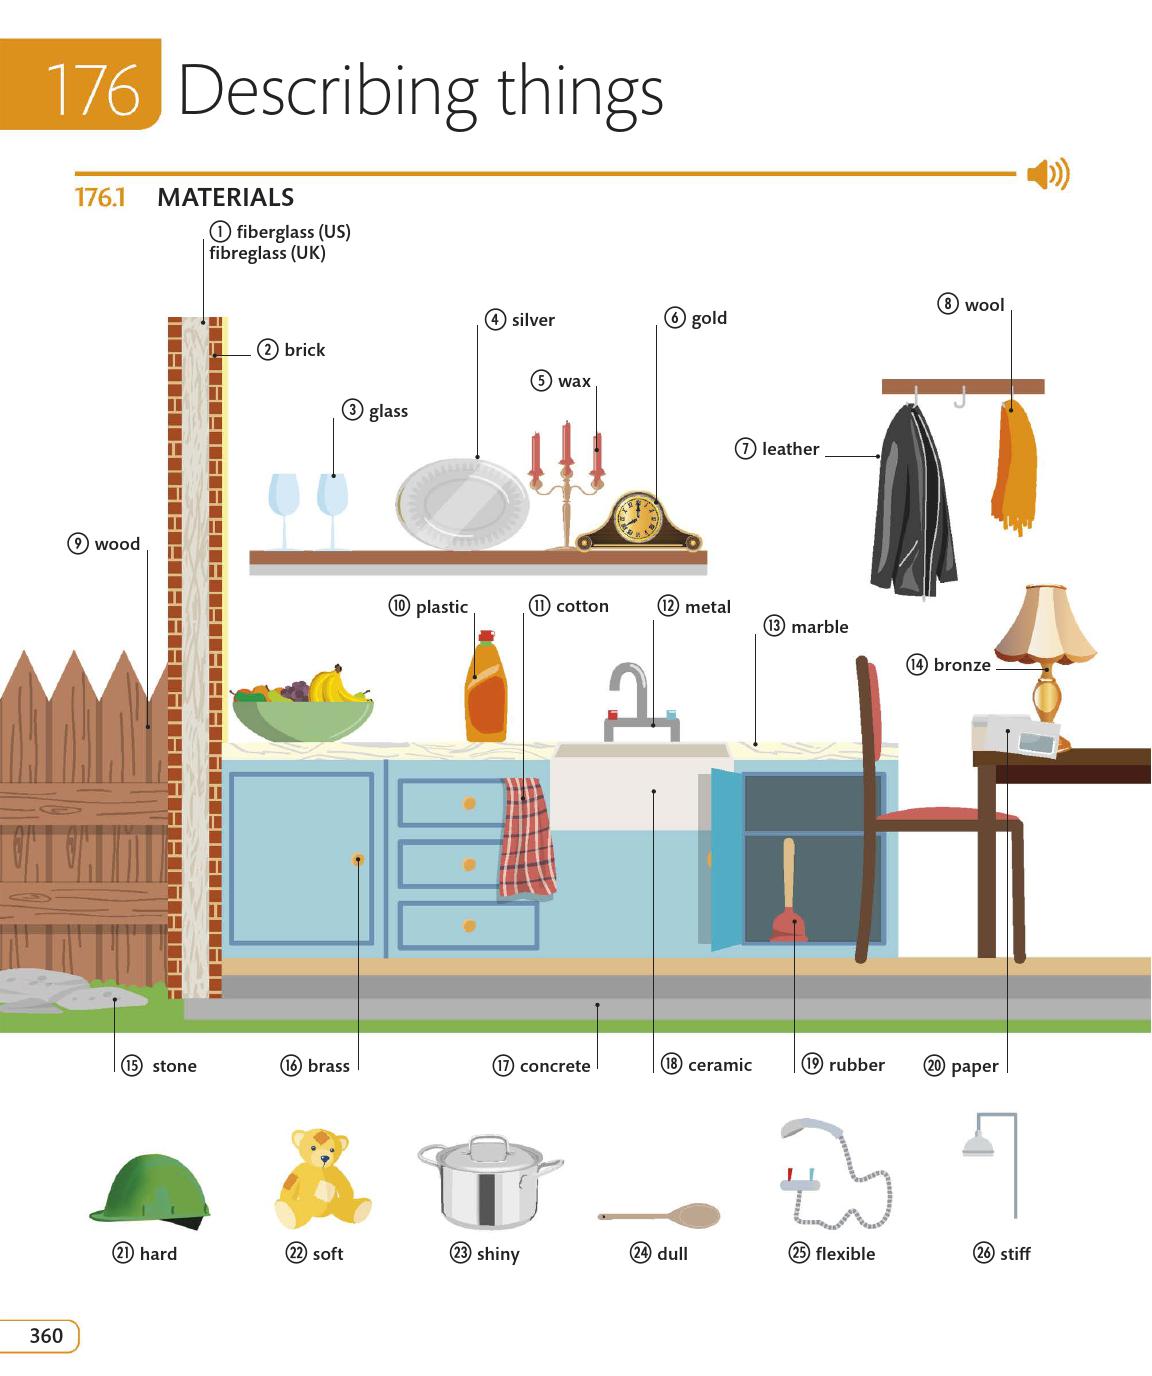 176 Describing things
176.1 MATERIALS
1 fiberglass (US)
fibreglass (UK)
2 brick
3 glass
4 silver
5 wax
6 gold
7 leather
8 wool
9 wood
10 plastic
11 cotton
12 metal
13 marble
14 bronze
15 stone
16 brass
17 concrete
18 ceramic
19 rubber
20 paper
21 hard
22 soft
23 shiny
24 dull
25 flexible
26 stiff
360